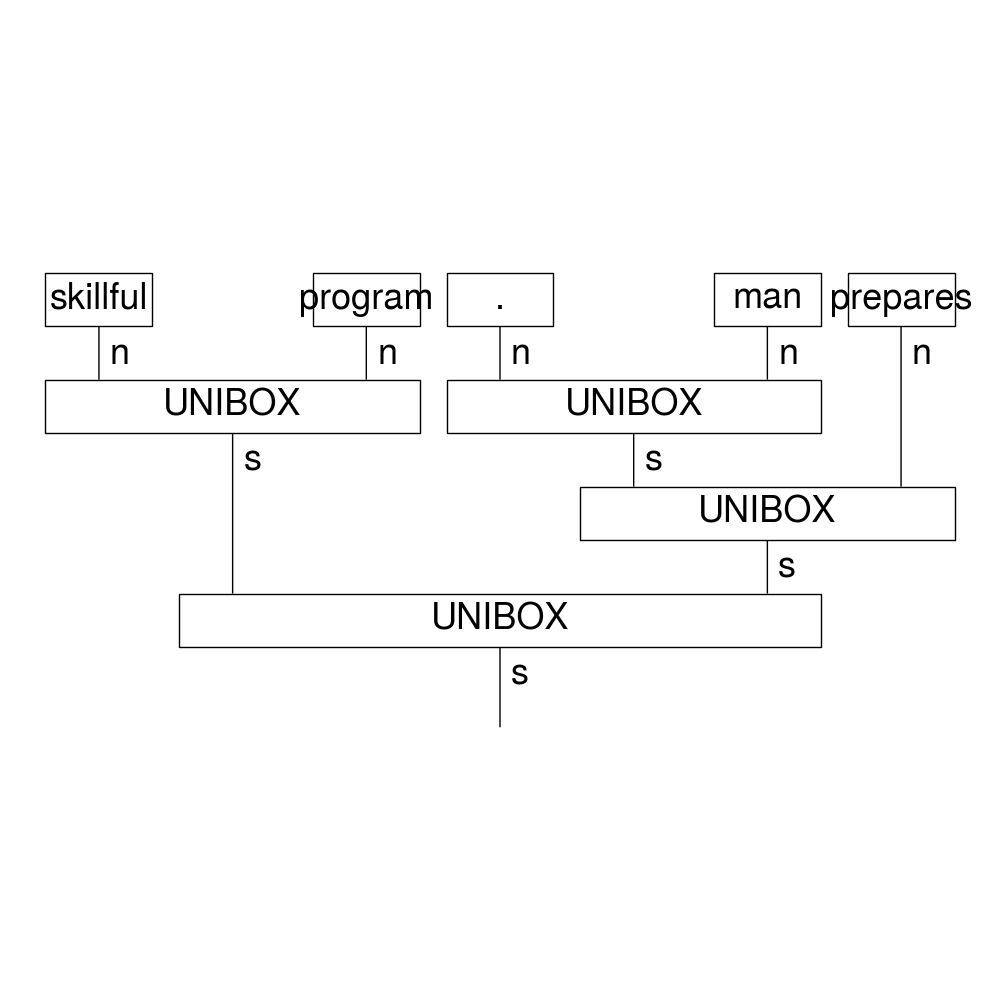 skillful program . man prepares
n n n n n
UNIBOX UNIBOX
s s
UNIBOX
s
UNIBOX
s